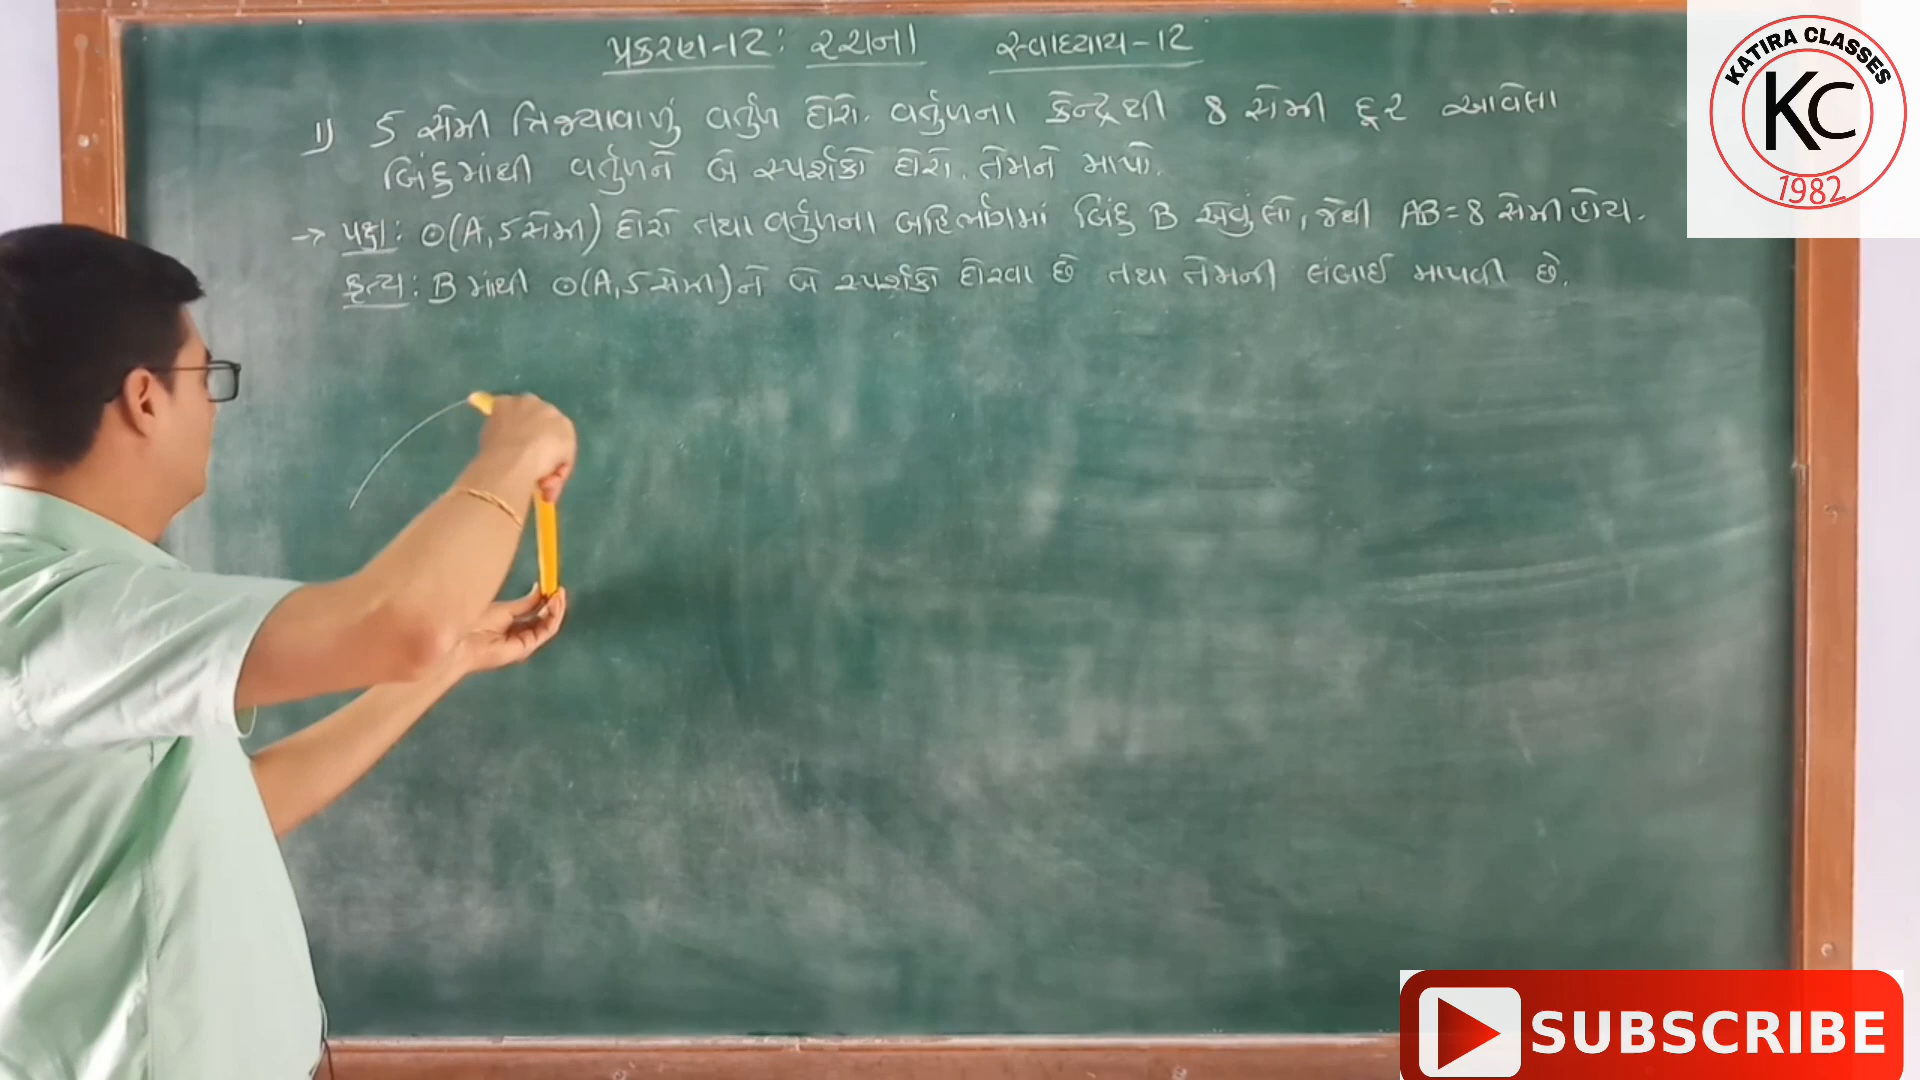 પ્રકરણ-12: રચના સ્વાધ્યાય-12
1) 5 સેમી ત્રિજ્યાવાળું વર્તુળ દોરો. વર્તુળના કેન્દ્રથી 8 સેમી દૂર આવેલા
બિંદુમાંથી વર્તુળને બે સ્પર્શકો દોરો. તેમને માપો.
→ પક્ષ: ⊙(A, 5 સેમી) દોરો તથા વર્તુળના બહિર્ભાગમાં બિંદુ B એવું લો, જેથી AB = 8 સેમી હોય.
કૃત્ય: B માંથી ⊙(A, 5 સેમી)ને બે સ્પર્શકો દોરવા છે તથા તેમની લંબાઈ માપવી છે.
KATIRA CLASSES
KC
1982
SUBSCRIBE